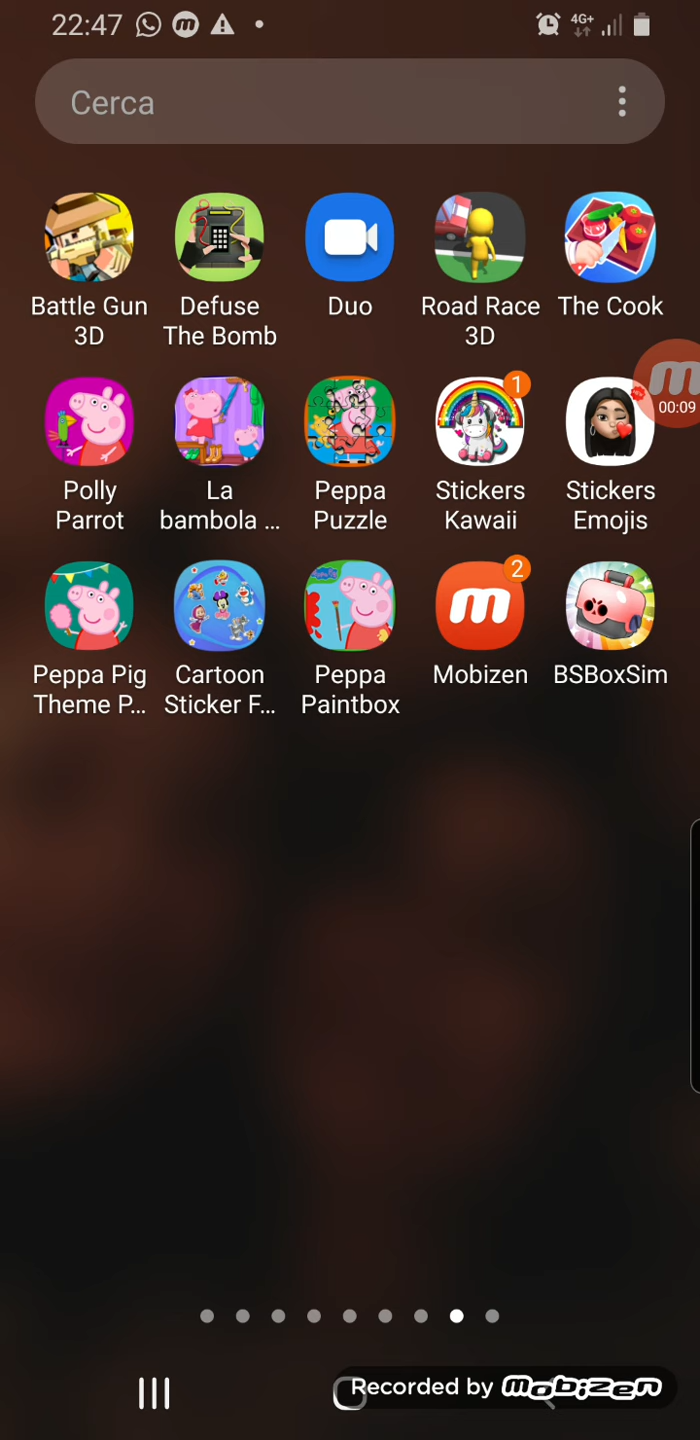 22:47
4G+
Cerca
Battle Gun
3D
Defuse
The Bomb
Duo
Road Race
3D
The Cook
00:09
1
Polly
Parrot
La
bambola ...
Peppa
Puzzle
Stickers
Kawaii
Stickers
Emojis
2
Peppa Pig
Theme P...
Cartoon
Sticker F...
Peppa
Paintbox
Mobizen
BSBoxSim
Recorded by mobizen